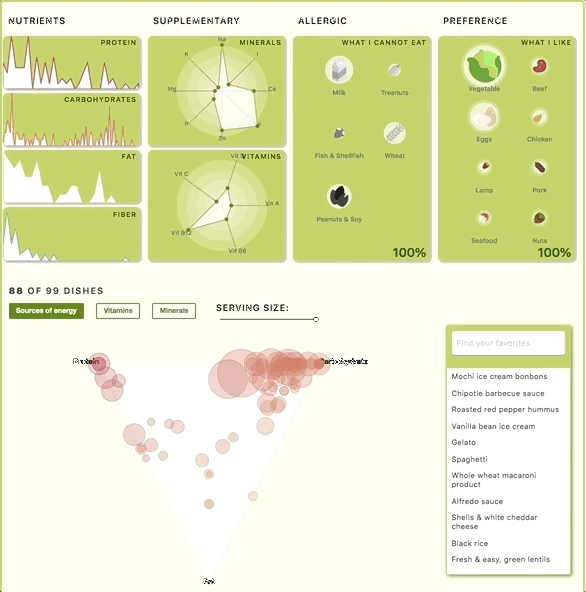 NUTRIENTS
SUPPLEMENTARY
ALLERGIC
PREFERENCE
PROTEIN
CARBOHYDRATES
FAT
FIBER
MINERALS
Na
K
I
Mg
Ca
P
Zn
VITAMINS
Vit C
Vit A
Vit B12
Vit B6
WHAT I CANNOT EAT
Milk
Treenuts
Fish & Shellfish
Wheat
Peanuts & Soy
100%
WHAT I LIKE
Vegetable
Beef
Eggs
Chicken
Lamp
Pork
Seafood
Nuts
100%
88 OF 99 DISHES
Sources of energy
Vitamins
Minerals
SERVING SIZE:
Protein
Carbohydrates
Fat
Find your favorites
Mochi ice cream bonbons
Chipotle barbecue sauce
Roasted red pepper hummus
Vanilla bean ice cream
Gelato
Spaghetti
Whole wheat macaroni
product
Alfredo sauce
Shells & white cheddar
cheese
Black rice
Fresh & easy, green lentils